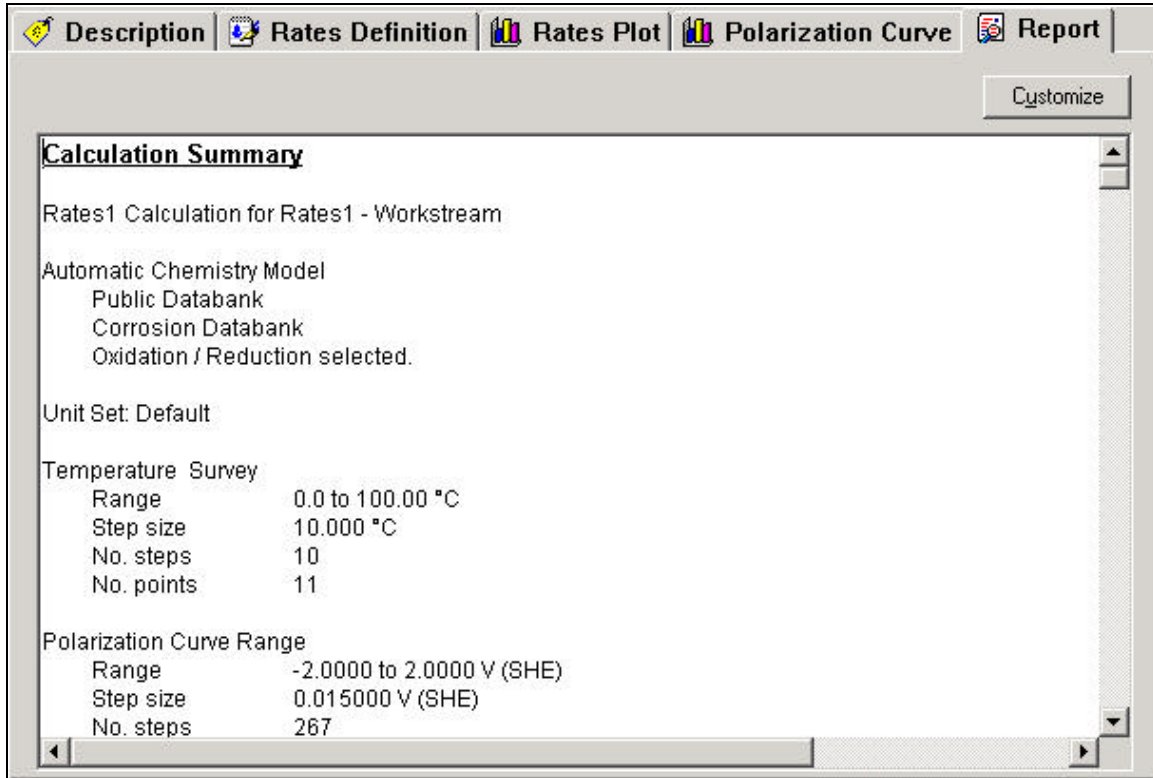 Description Rates Definition Rates Plot Polarization Curve Report
Customize
Calculation Summary
Rates1 Calculation for Rates1 - Workstream
Automatic Chemistry Model
Public Databank
Corrosion Databank
Oxidation / Reduction selected.
Unit Set: Default
Temperature Survey
Range 0.0 to 100.00 °C
Step size 10.000 °C
No. steps 10
No. points 11
Polarization Curve Range
Range -2.0000 to 2.0000 V (SHE)
Step size 0.015000 V (SHE)
No. steps 267